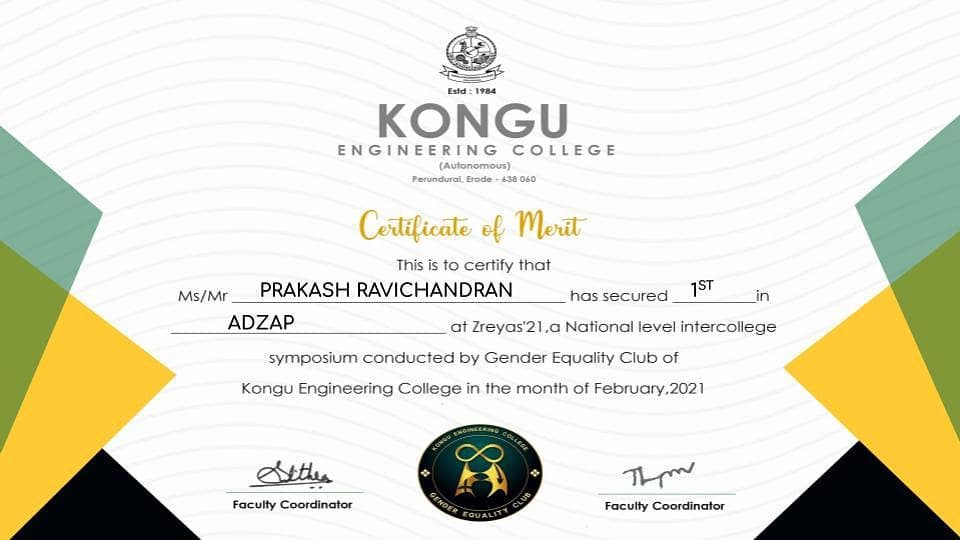 Estd : 1984
KONGU
ENGINEERING COLLEGE
(Autonomous)
Perundurai, Erode - 638 060
Certificate of Merit
This is to certify that
Ms/Mr PRAKASH RAVICHANDRAN has secured 1ST in
ADZAP at Zreyas'21,a National level intercollege
symposium conducted by Gender Equality Club of
Kongu Engineering College in the month of February,2021
KONGU ENGINEERING COLLEGE
GENDER EQUALITY CLUB
Faculty Coordinator
Faculty Coordinator